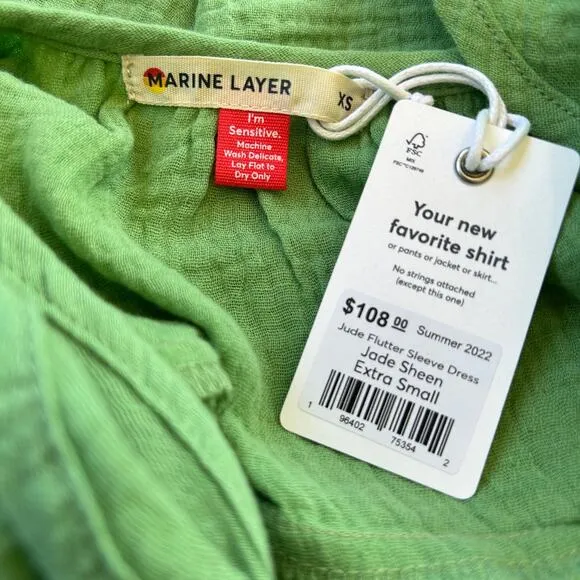 MARINE LAYER
XS
I'm
Sensitive.
Machine
Wash Delicate,
Lay Flat to
Dry Only
FSC
MIX
Your new
favorite shirt
or pants or jacket or skirt...
No strings attached
(except this one)
$108 00 Summer 2022
Jude Flutter Sleeve Dress
Jade Sheen
Extra Small
1 96402 75354 2